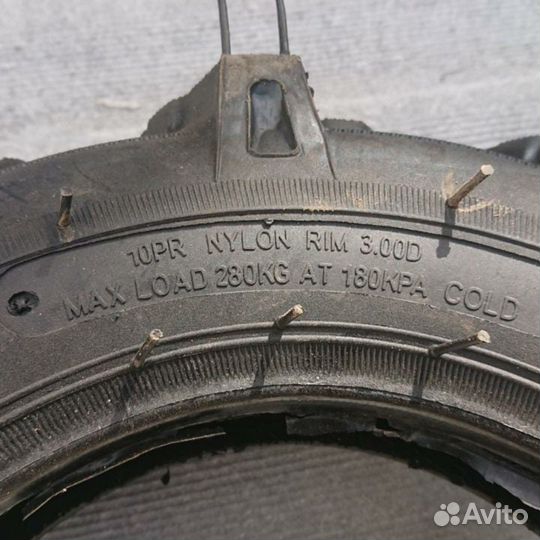 10PR NYLON RIM 3.00D
MAX LOAD 280KG AT 180KPA COLD
Avito